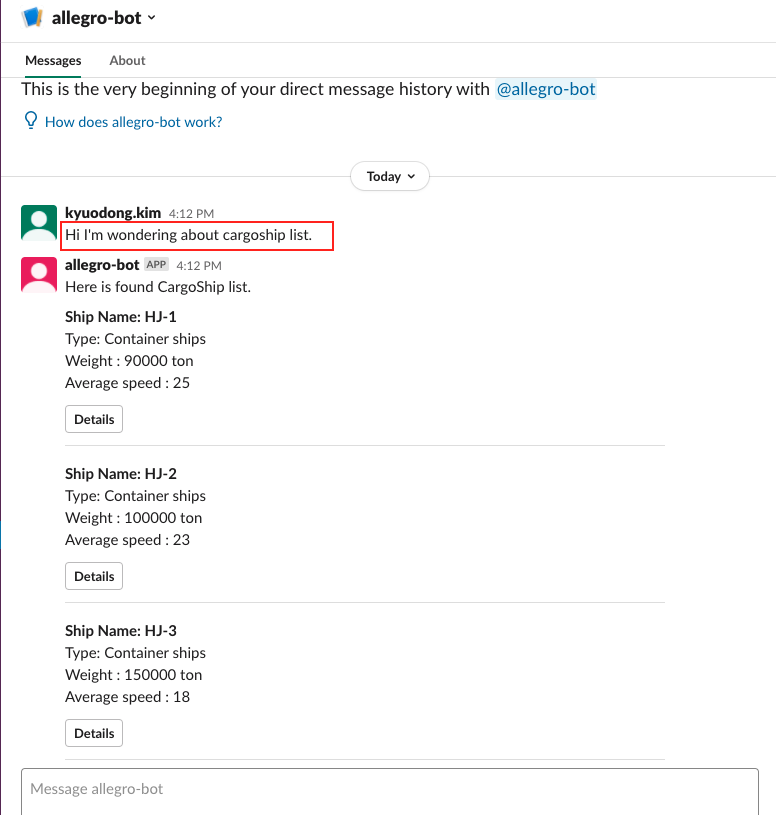 allegro-bot
Messages About
This is the very beginning of your direct message history with @allegro-bot
How does allegro-bot work?
Today
kyuodong.kim 4:12 PM
Hi I'm wondering about cargoship list.
allegro-bot APP 4:12 PM
Here is found CargoShip list.
Ship Name: HJ-1
Type: Container ships
Weight : 90000 ton
Average speed : 25
Details
Ship Name: HJ-2
Type: Container ships
Weight : 100000 ton
Average speed : 23
Details
Ship Name: HJ-3
Type: Container ships
Weight : 150000 ton
Average speed : 18
Details
Message allegro-bot